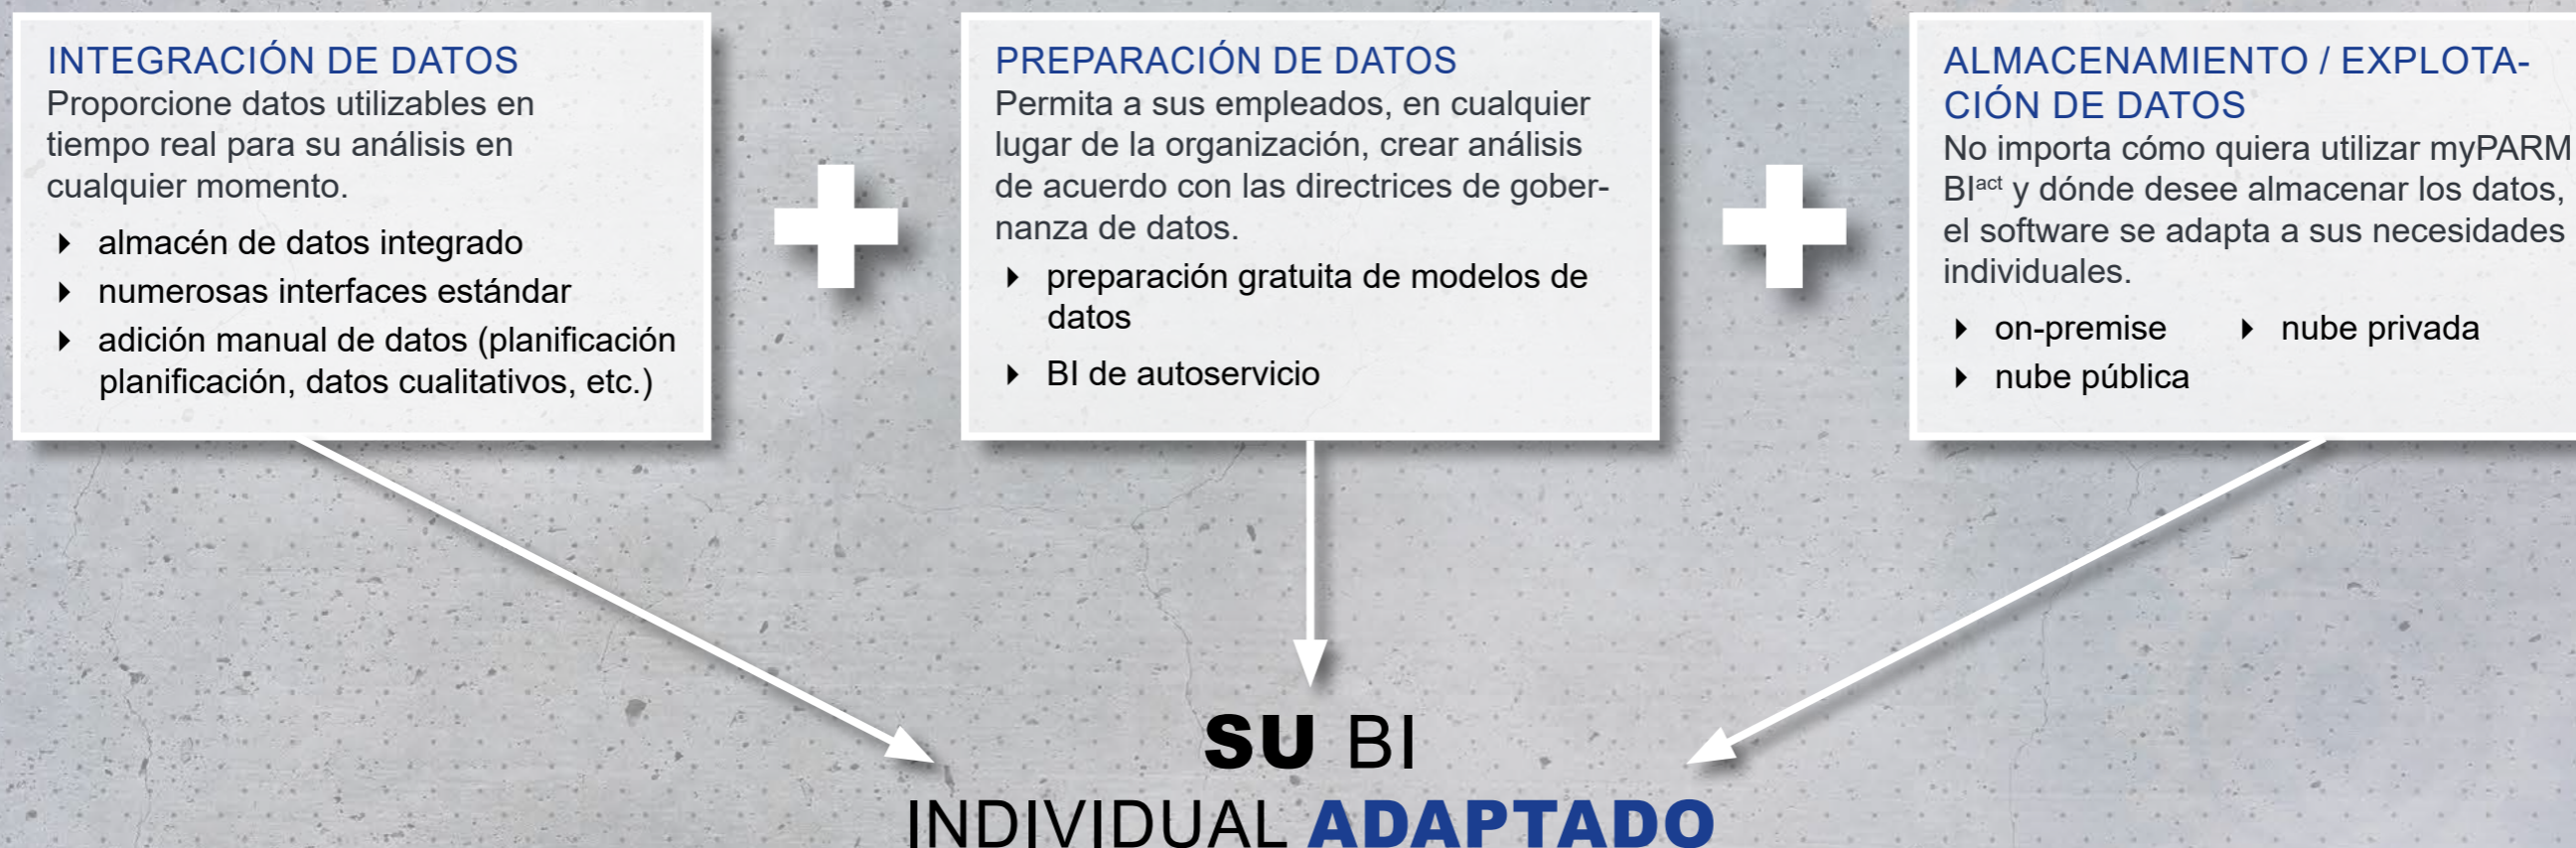 INTEGRACIÓN DE DATOS
Proporcione datos utilizables en
tiempo real para su análisis en
cualquier momento.
almacén de datos integrado
numerosas interfaces estándar
adición manual de datos (planificación
planificación, datos cualitativos, etc.)
PREPARACIÓN DE DATOS
Permita a sus empleados, en cualquier
lugar de la organización, crear análisis
de acuerdo con las directrices de gober-
nanza de datos.
preparación gratuita de modelos de
datos
BI de autoservicio
ALMACENAMIENTO / EXPLOTA-
CIÓN DE DATOS
No importa cómo quiera utilizar myPARM
BIact y dónde desee almacenar los datos,
el software se adapta a sus necesidades
individuales.
on-premise
nube privada
nube pública
SU BI
INDIVIDUAL ADAPTADO